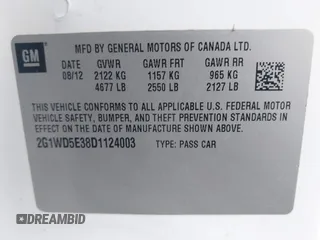 GM
MFD BY GENERAL MOTORS OF CANADA LTD.
DATE GVWR GAWR FRT GAWR RR
08/12 2122 KG 1157 KG 965 KG
4677 LB 2550 LB 2127 LB
THIS VEHICLE CONFORMS TO ALL APPLICABLE U.S. FEDERAL MOTOR
VEHICLE SAFETY, BUMPER, AND THEFT PREVENTION STANDARDS IN
EFFECT ON THE DATE OF MANUFACTURE SHOWN ABOVE.
2G1WD5E38D1124003 TYPE: PASS CAR
DREAMBID